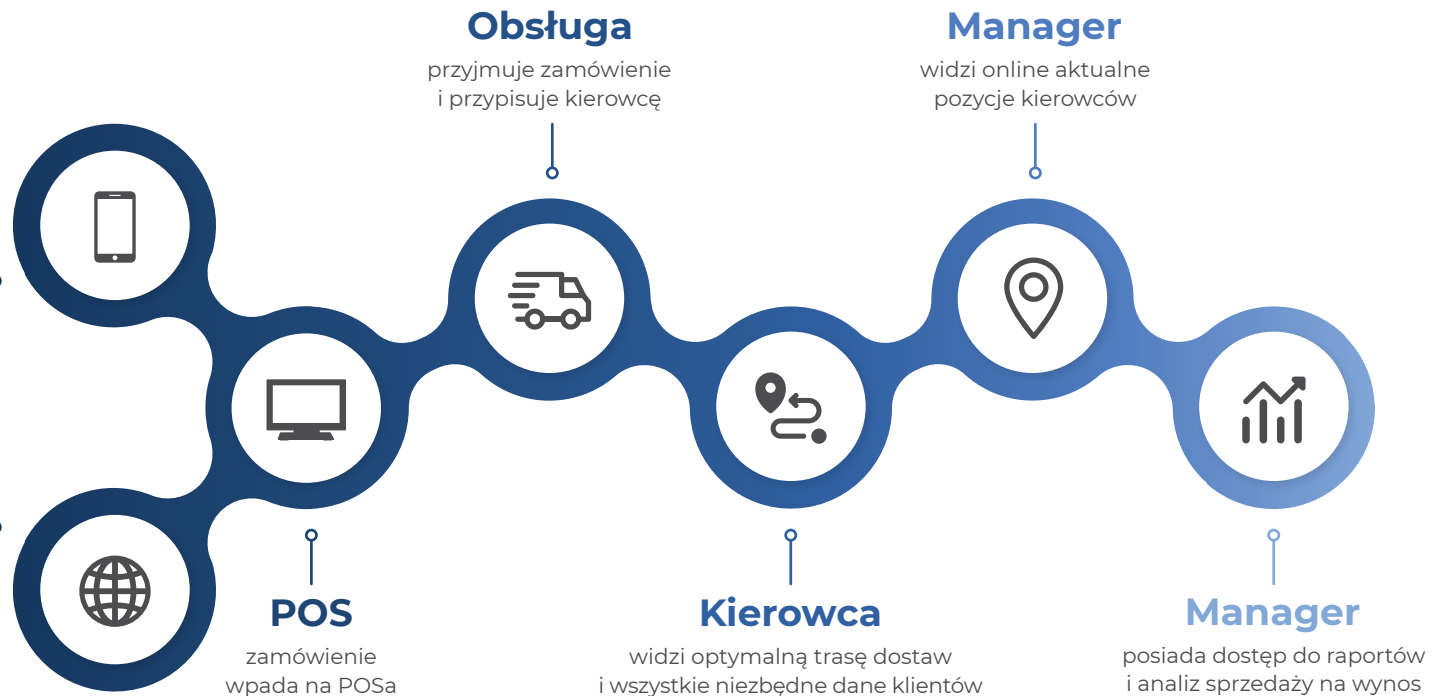 Obsługa
przyjmuje zamówienie
i przypisuje kierowcę
Manager
widzi online aktualne
pozycje kierowców
POS
zamówienie
wpada na POSa
Kierowca
widzi optymalną trasę dostaw
i wszystkie niezbędne dane klientów
Manager
posiada dostęp do raportów
i analiz sprzedaży na wynos